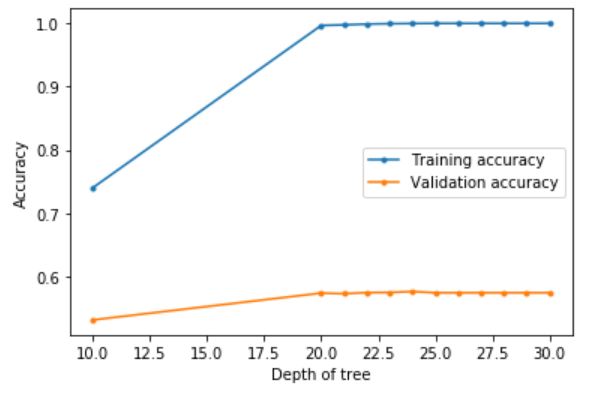 1.0
0.9
0.8
0.7
0.6
Accuracy
Training accuracy
Validation accuracy
10.0 12.5 15.0 17.5 20.0 22.5 25.0 27.5 30.0
Depth of tree